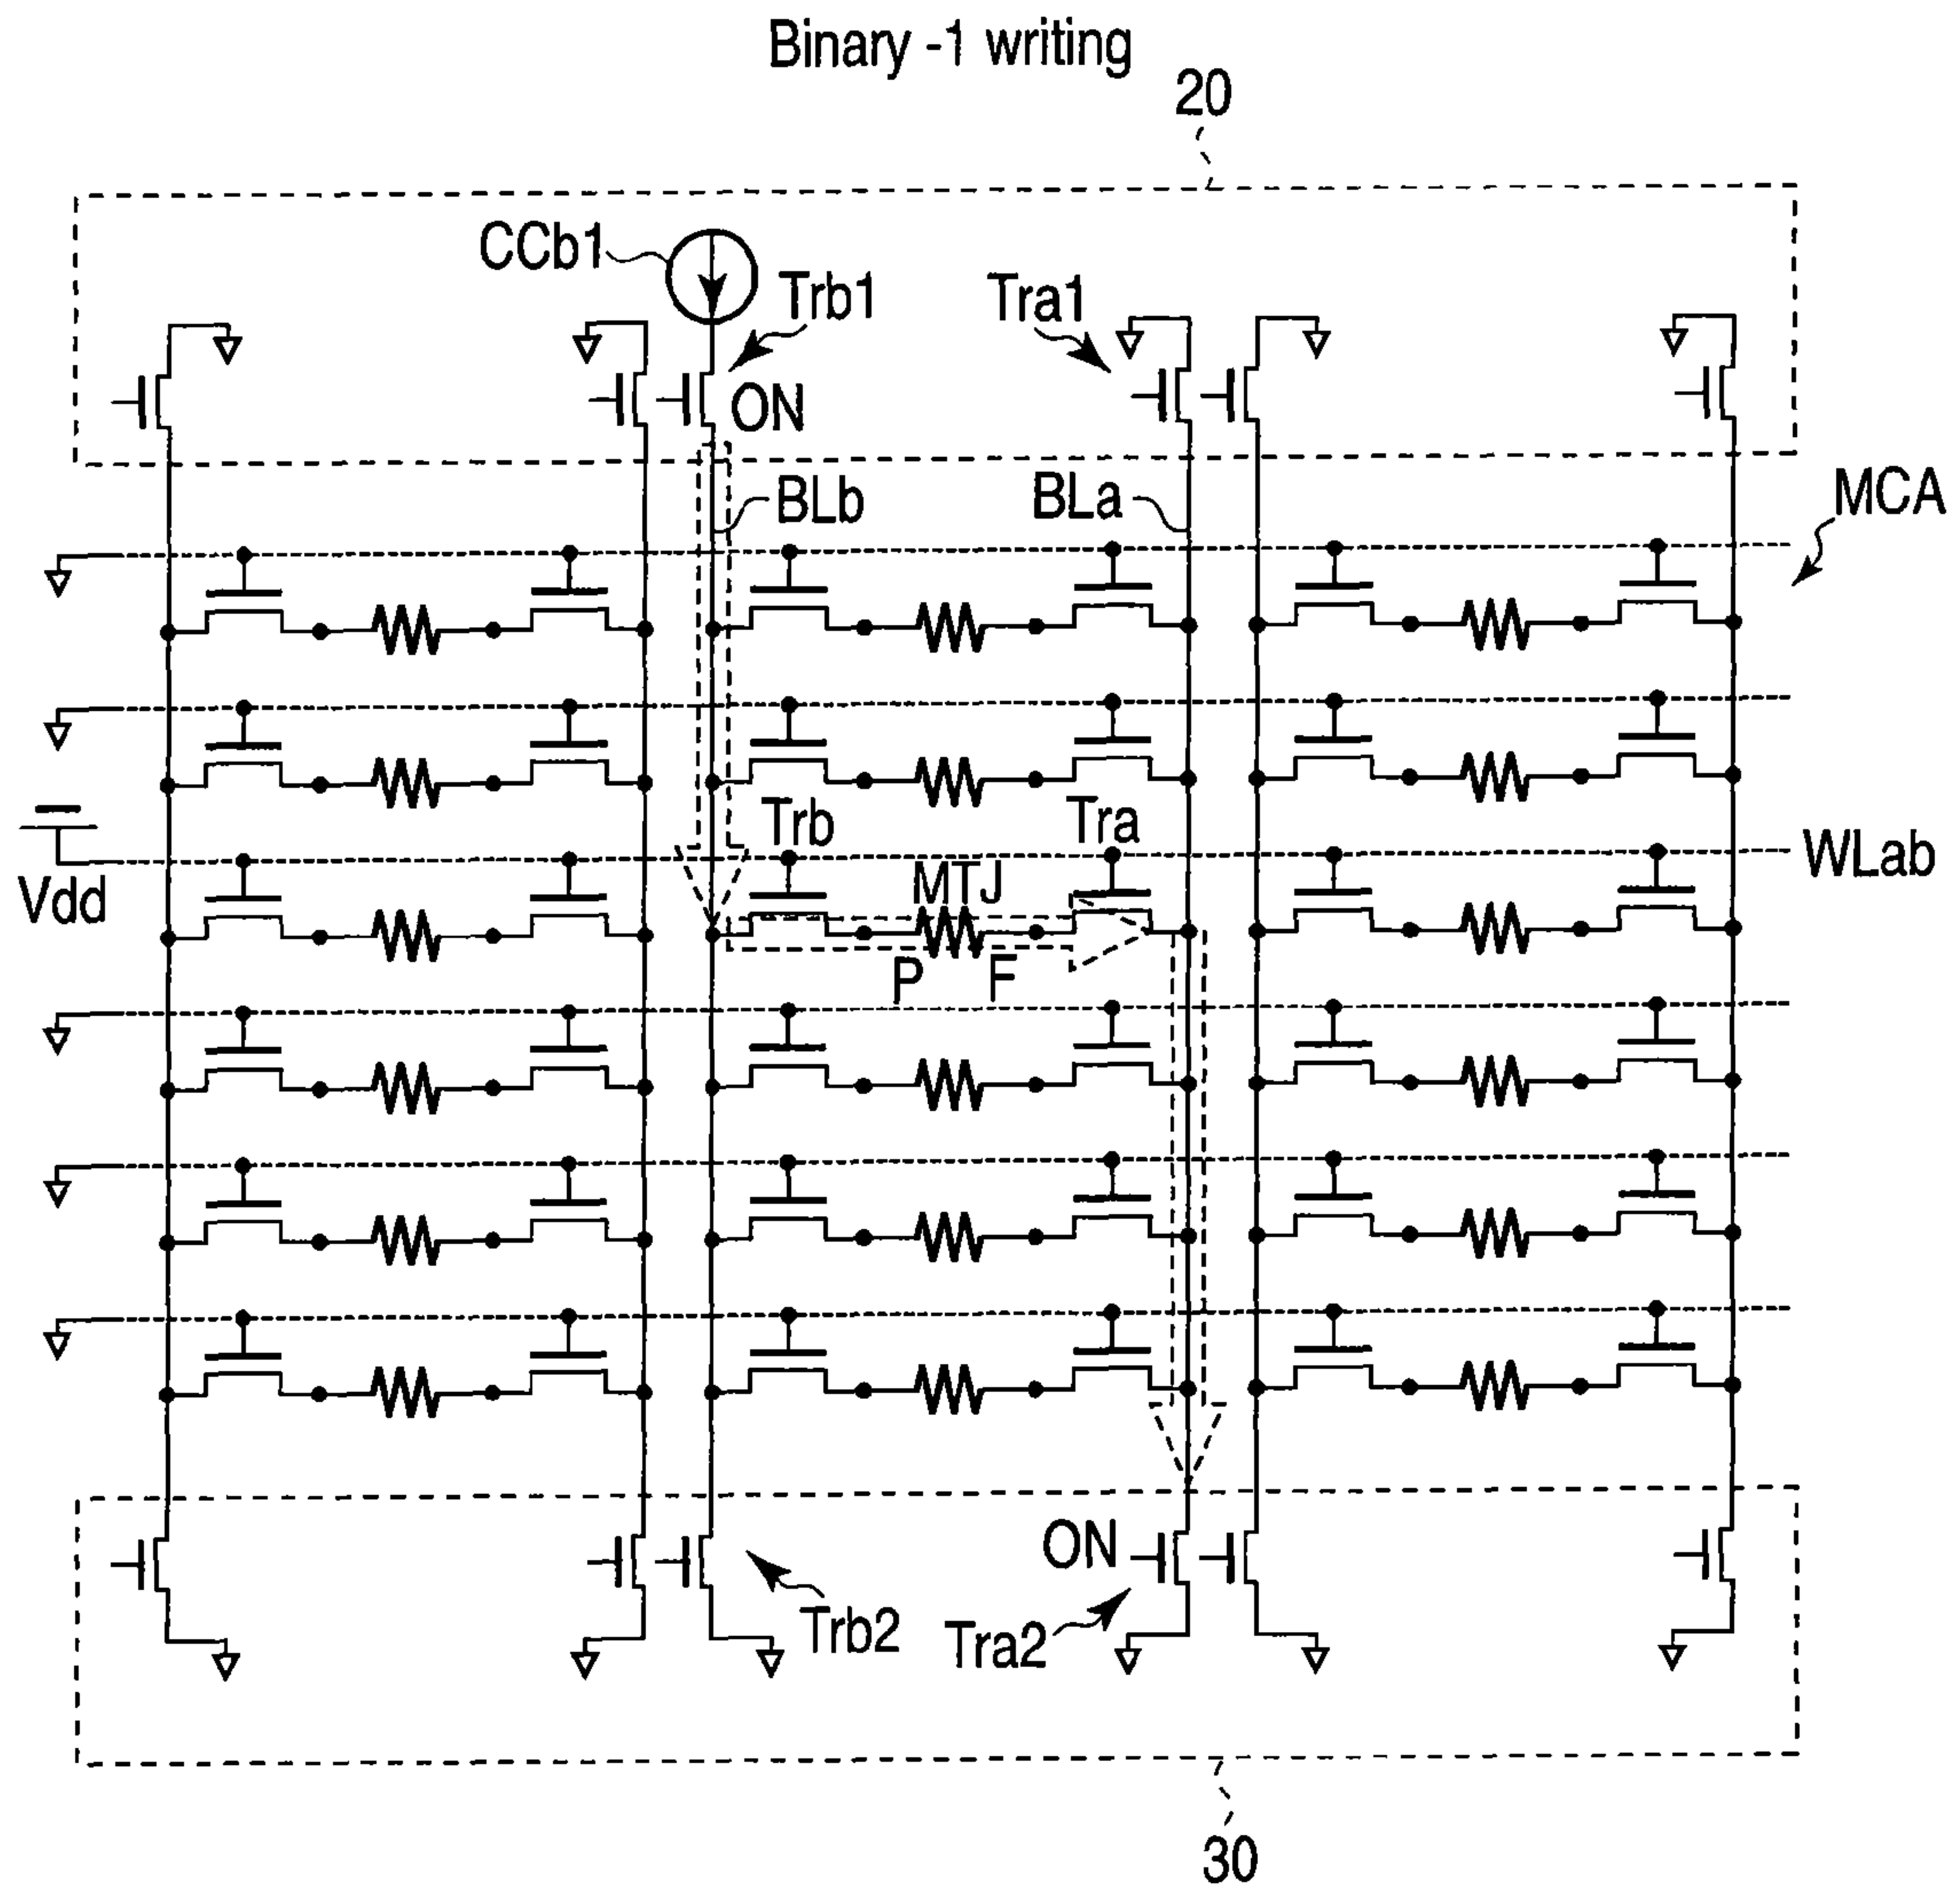 Binary -1 writing
20
CCb1
Trb1
Tra1
ON
BLb
BLa
MCA
Trb
Tra
WLab
Vdd
MTJ
P
F
ON
Trb2
Tra2
30